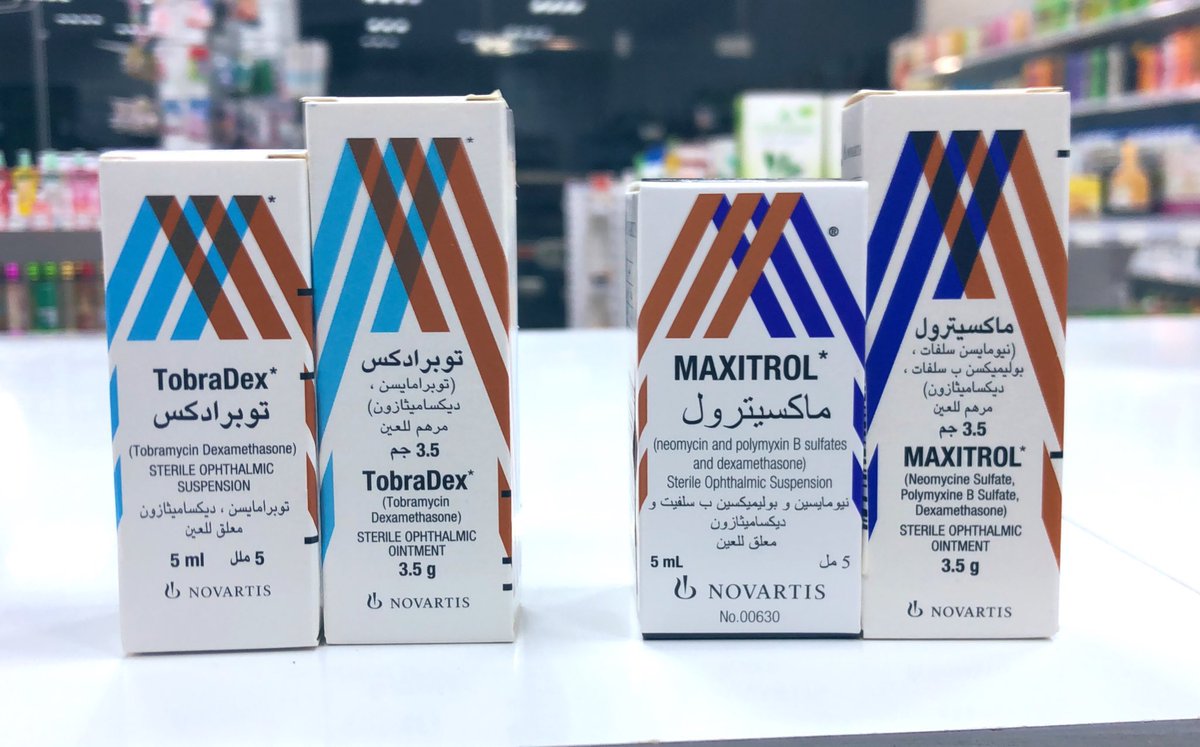 TobraDex*
توبرادكس
(Tobramycin Dexamethasone)
STERILE OPHTHALMIC
SUSPENSION
توبرامايسن ، ديكساميثازون
معلق للعين
5 ml 5 ملل
NOVARTIS
*
توبرادكس
(توبرامايسن ،
ديكساميثازون)
مرهم للعين
3.5 جم
TobraDex*
(Tobramycin
Dexamethasone)
STERILE OPHTHALMIC
OINTMENT
3.5 g
NOVARTIS
®
MAXITROL*
ماكسيترول
(neomycin and polymyxin B sulfates
and dexamethasone)
Sterile Ophthalmic Suspension
نيومايسين و بوليميكسين ب سلفيت و
ديكساميثازون
معلق للعين
5 mL 5 مل
NOVARTIS
No.00630
*
ماكسيترول
(نيومايسن سلفات ،
بوليميكسن ب سلفات ،
ديكساميثازون)
مرهم للعين
3.5 جم
MAXITROL*
(Neomycine Sulfate,
Polymyxine B Sulfate,
Dexamethasone)
STERILE OPHTHALMIC
OINTMENT
3.5 g
NOVARTIS